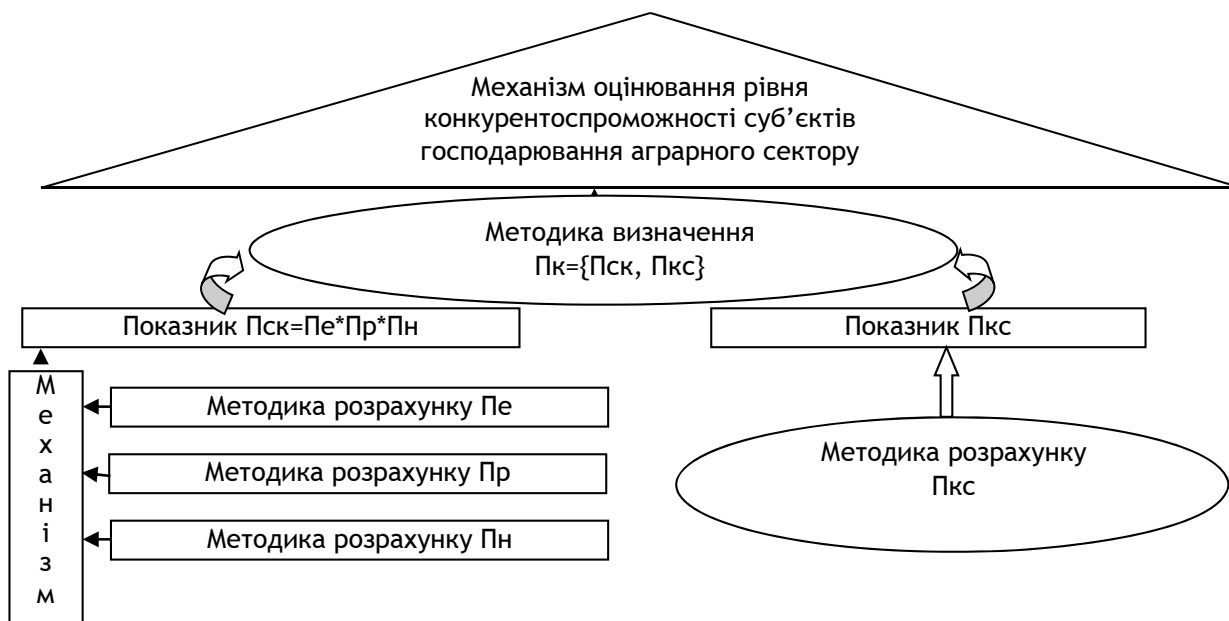 Механізм оцінювання рівня
конкурентоспроможності суб’єктів
господарювання аграрного сектору
Методика визначення
Пк={Пск, Пкс}
Показник Пск=Пе*Пр*Пн
Показник Пкс
Механізм
Методика розрахунку Пе
Методика розрахунку Пр
Методика розрахунку Пн
Методика розрахунку
Пкс